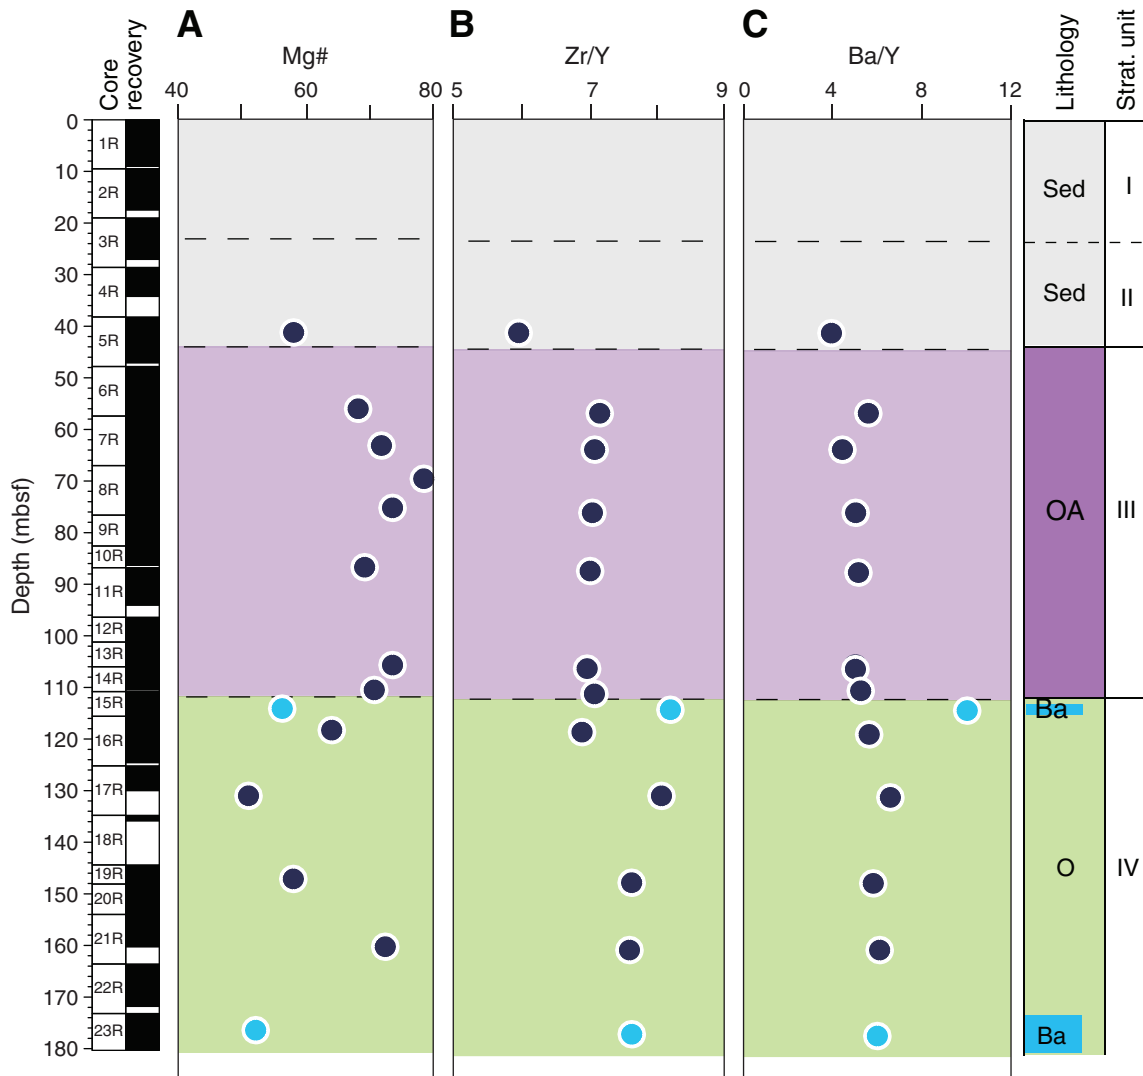 A
B
C
Core
recovery
Mg#
Zr/Y
Ba/Y
Lithology
Strat. unit
40
60
80
5
7
9
0
4
8
12
Depth (mbsf)
0
10
20
30
40
50
60
70
80
90
100
110
120
130
140
150
160
170
180
1R
2R
3R
4R
5R
6R
7R
8R
9R
10R
11R
12R
13R
14R
15R
16R
17R
18R
19R
20R
21R
22R
23R
Sed
I
Sed
II
OA
III
Ba
O
IV
Ba